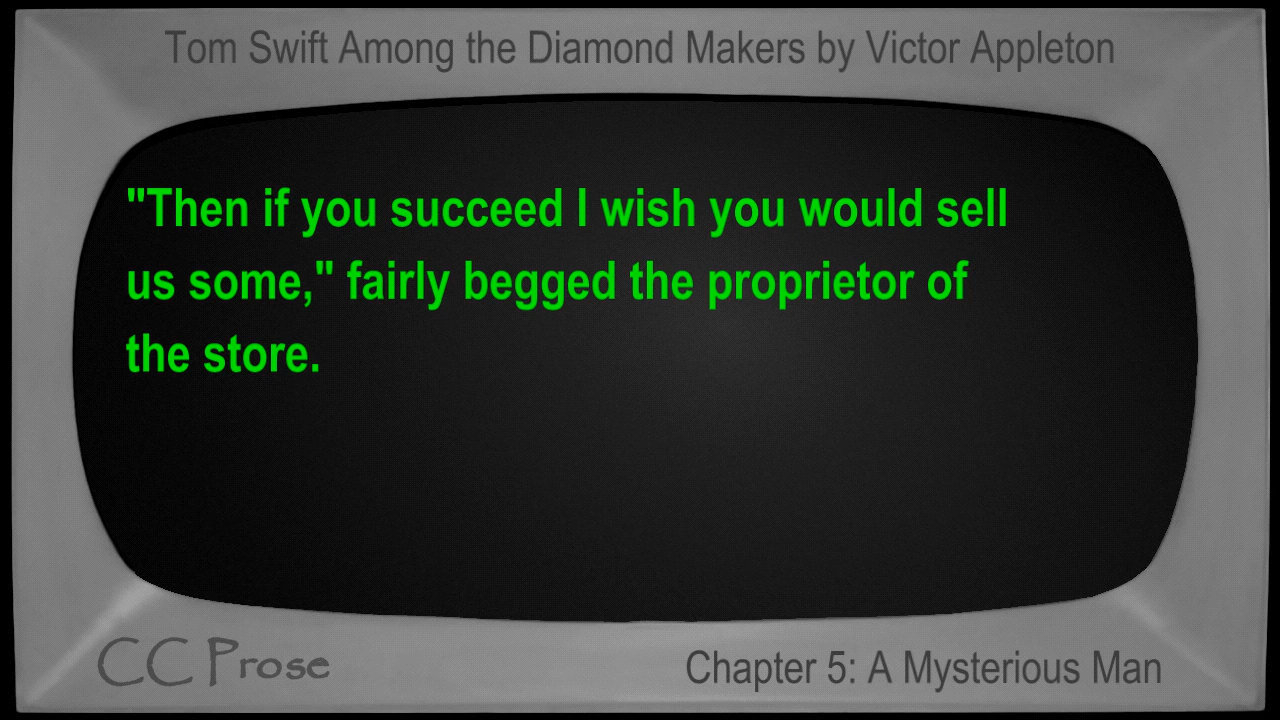 Tom Swift Among the Diamond Makers by Victor Appleton
"Then if you succeed I wish you would sell
us some," fairly begged the proprietor of
the store.
CC Prose
Chapter 5: A Mysterious Man